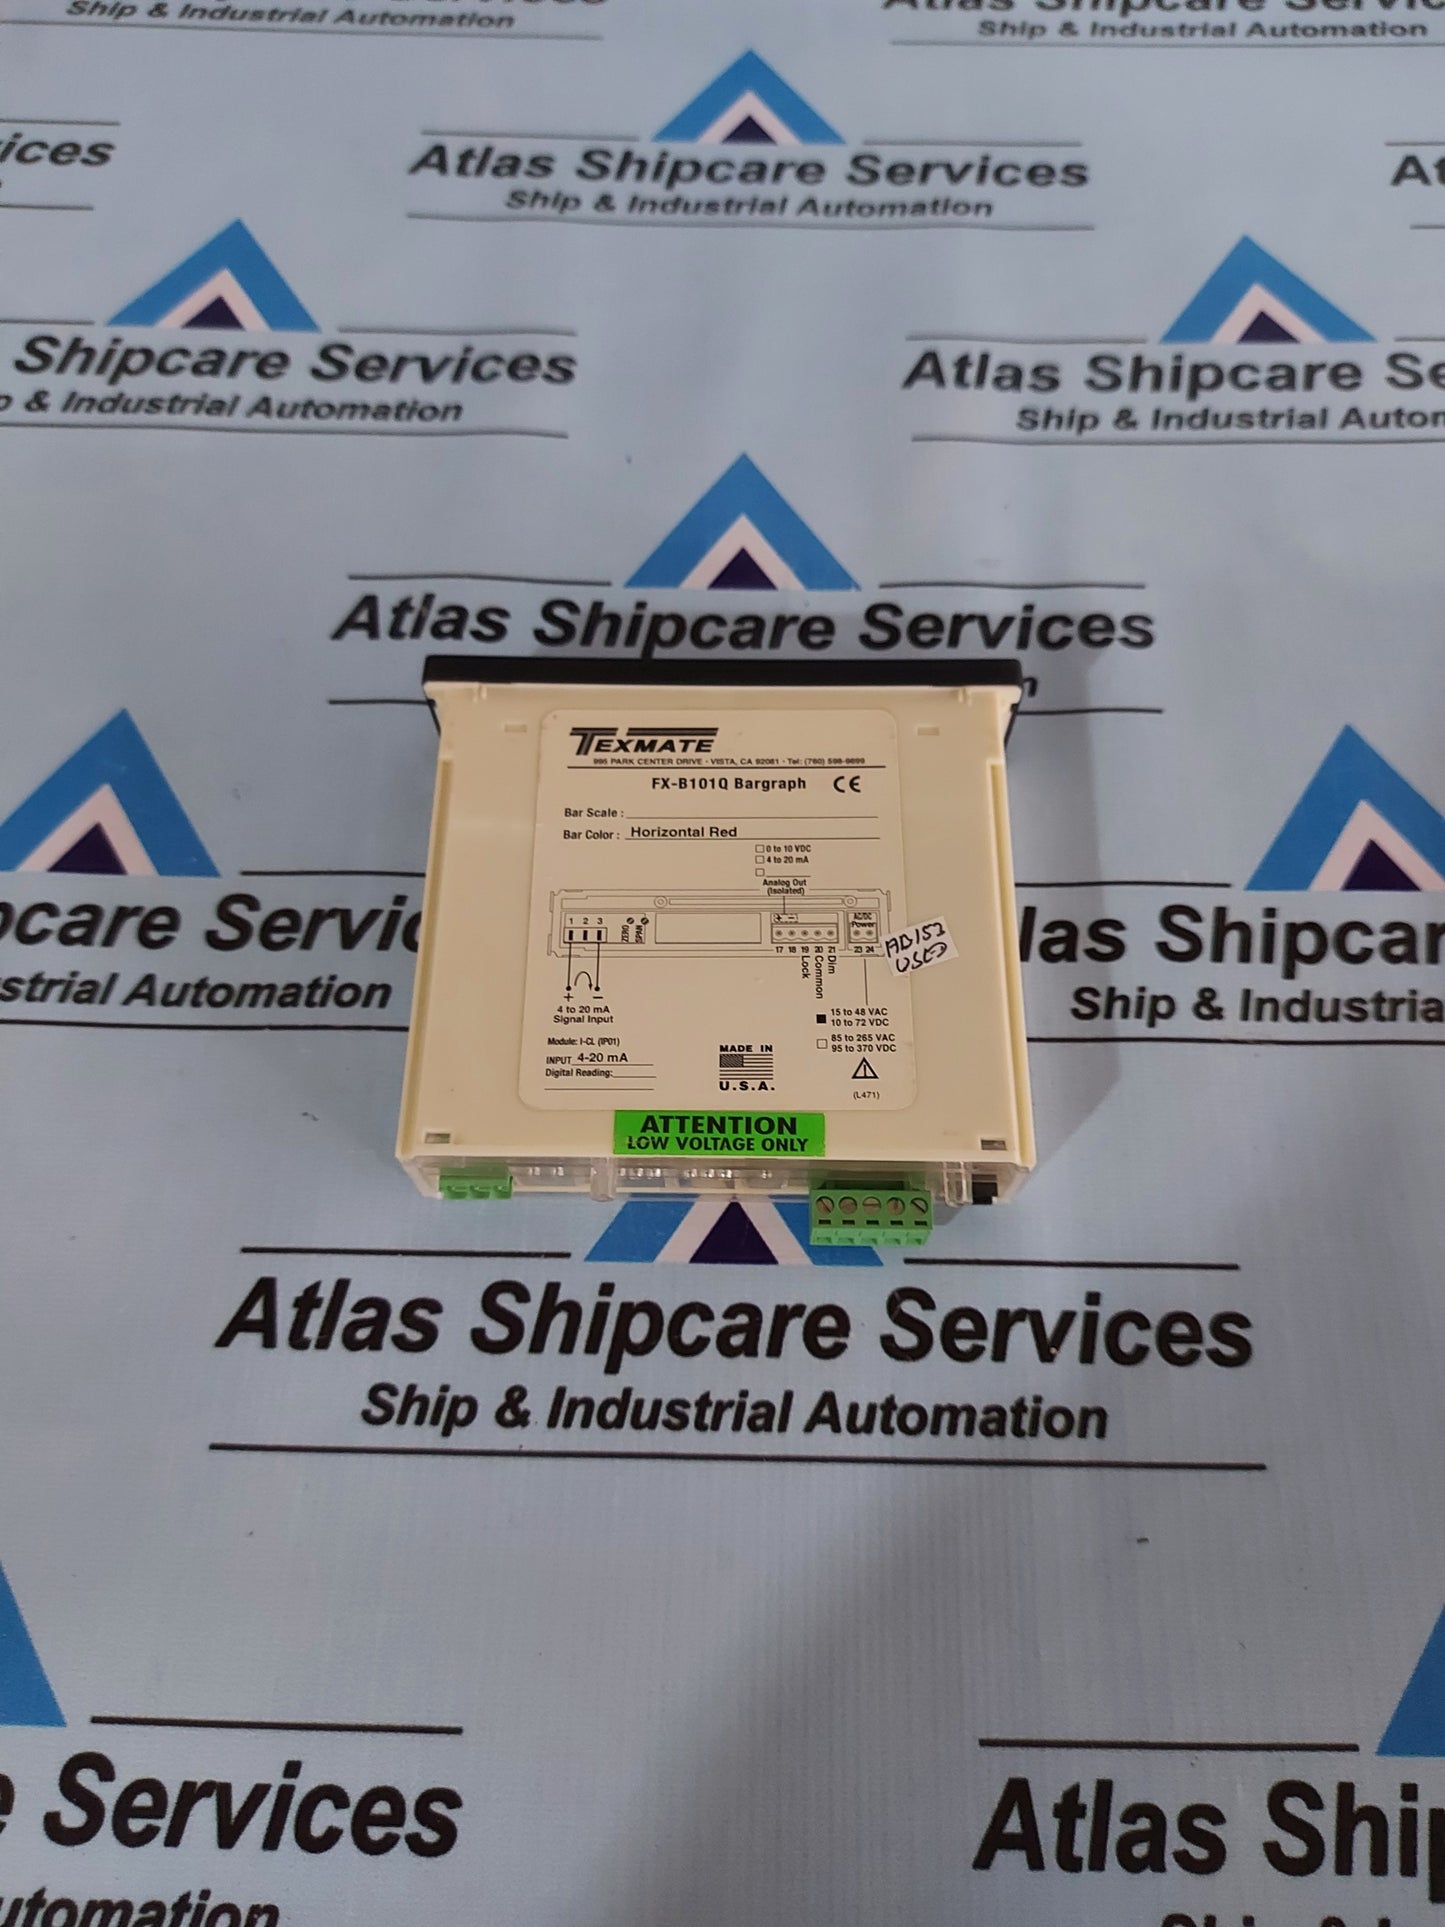 Ship & Industrial Automation
Ship & Industrial Automation
Atlas Shipcare Services
Ship & Industrial Automation
Shipcare Services
& Industrial Automation
Atlas Shipcare Se
Ship & Industrial Autom
Atlas Shipcare Services
TEXMATE
995 PARK CENTER DRIVE · VISTA, CA 92081 · Tel: (760) 598-9899
FX-B101Q Bargraph CE
Bar Scale :
Bar Color : Horizontal Red
0 to 10 VDC
4 to 20 mA
Analog Out
(Isolated)
1 2 3
ZERO
SPAN
+ −
AC/DC
Power
17 18 19 20 21 23 24
Lock
Common
Dim
AB152
USED
+ −
4 to 20 mA
Signal Input
15 to 48 VAC
10 to 72 VDC
85 to 265 VAC
95 to 370 VDC
Module: I-CL (IP01)
INPUT 4-20 mA
Digital Reading:
MADE IN
U.S.A.
(L471)
ATTENTION
LOW VOLTAGE ONLY
pcare Servi
strial Automation
las Shipcar
Ship & Industria
Atlas Shipcare Services
Ship & Industrial Automation
e Services
utomation
Atlas Ship